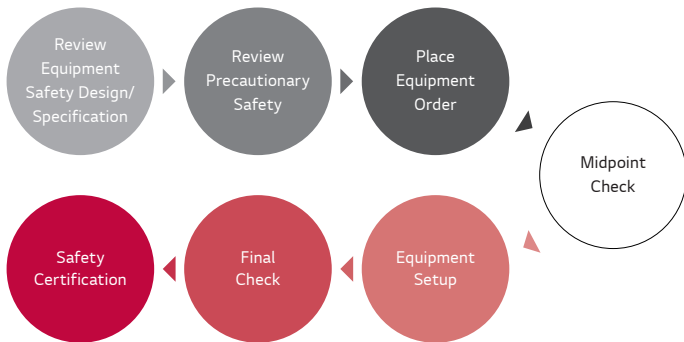 Review
Equipment
Safety Design/
Specification
Review
Precautionary
Safety
Place
Equipment
Order
Midpoint
Check
Equipment
Setup
Final
Check
Safety
Certification